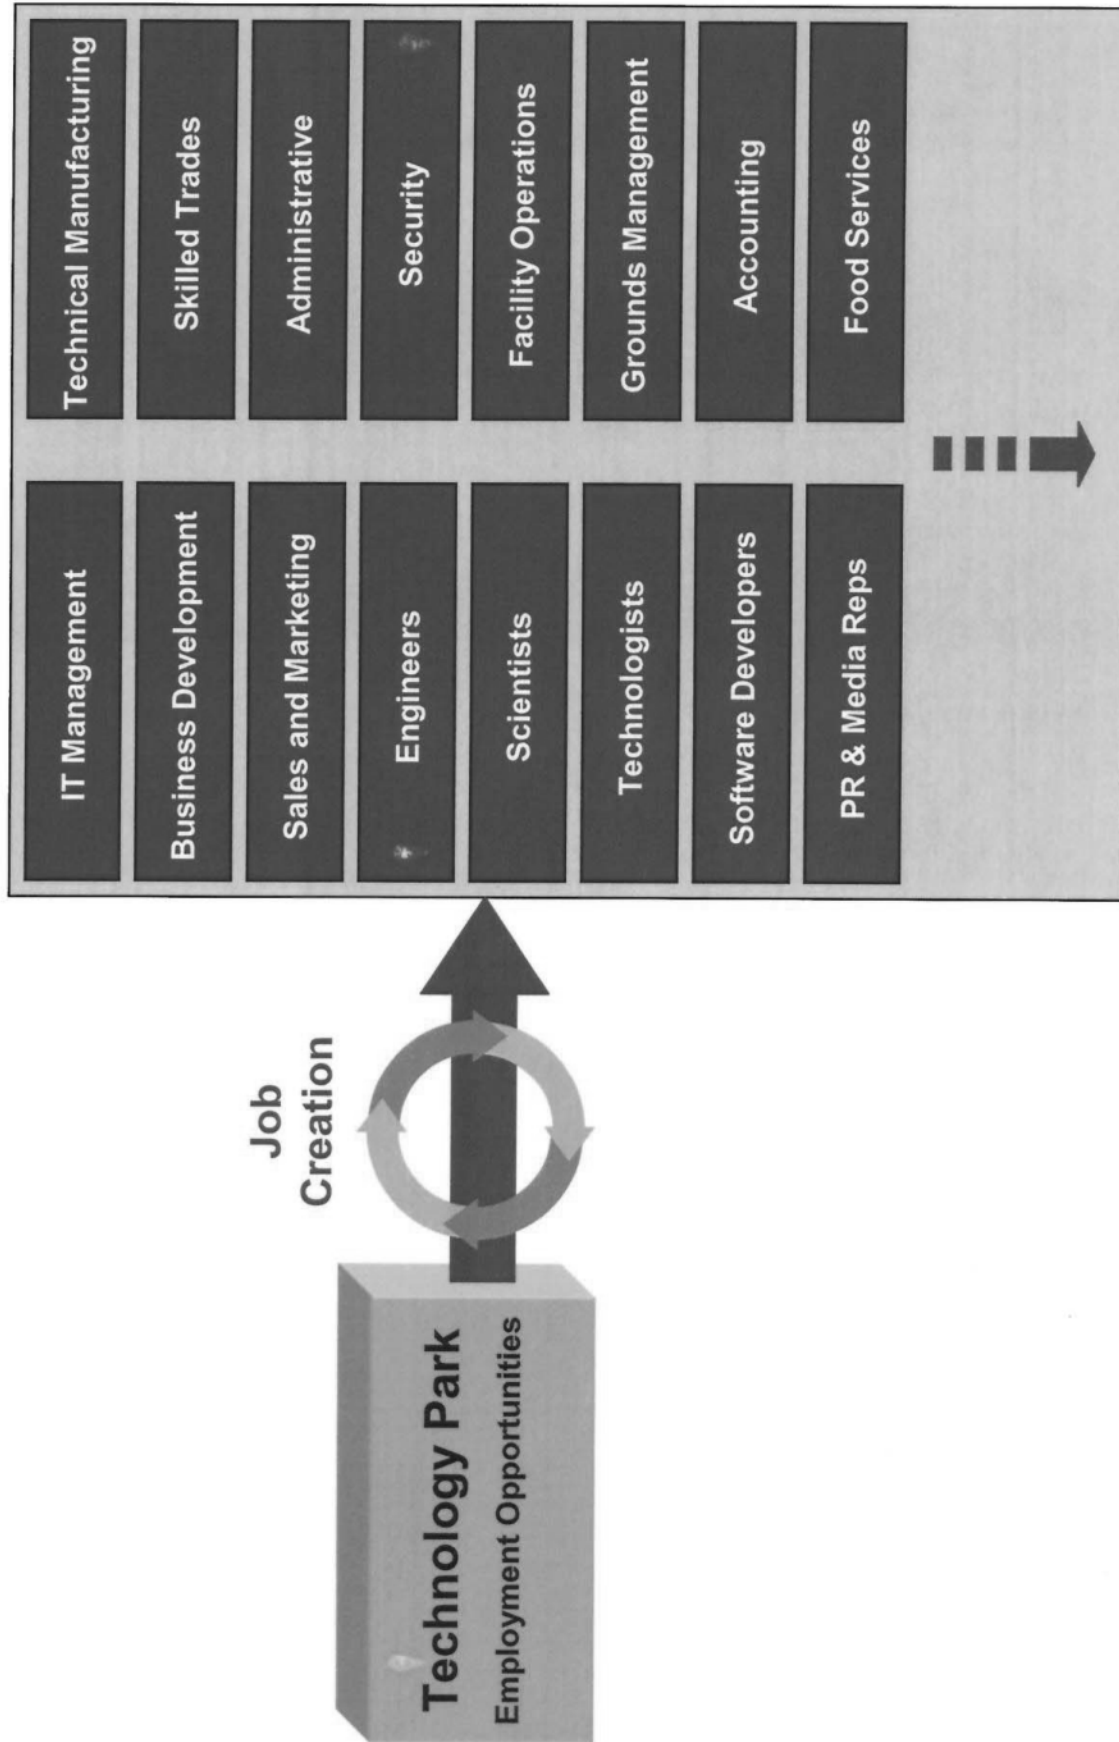 Technology Park
Employment Opportunities
Job
Creation
IT Management
Business Development
Sales and Marketing
Engineers
Scientists
Technologists
Software Developers
PR & Media Reps
Technical Manufacturing
Skilled Trades
Administrative
Security
Facility Operations
Grounds Management
Accounting
Food Services